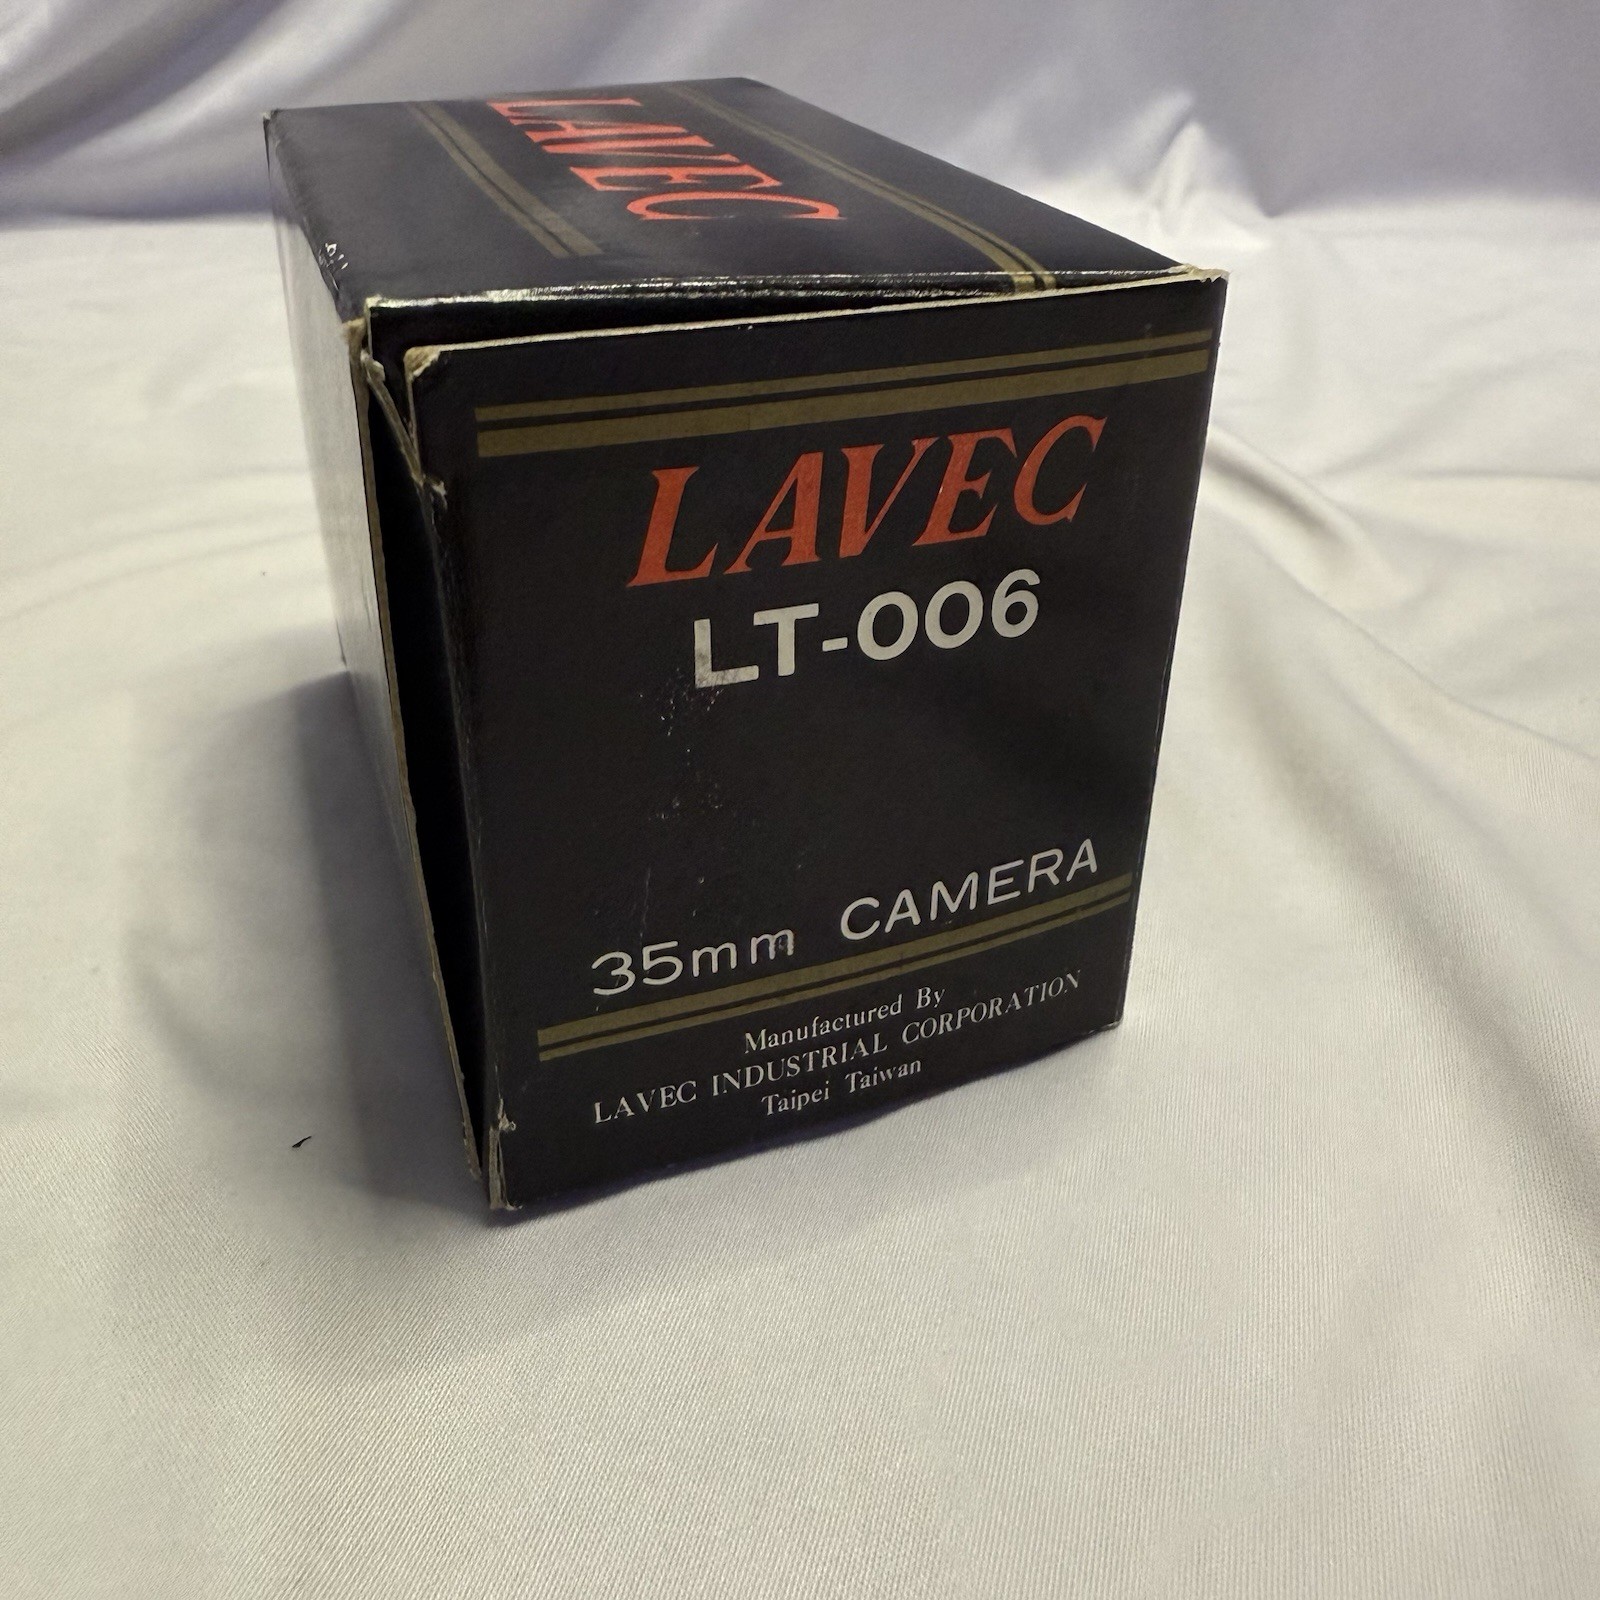 LAVEC
LAVEC
LT-006
35mm CAMERA
Manufactured By
LAVEC INDUSTRIAL CORPORATION
Taipei Taiwan